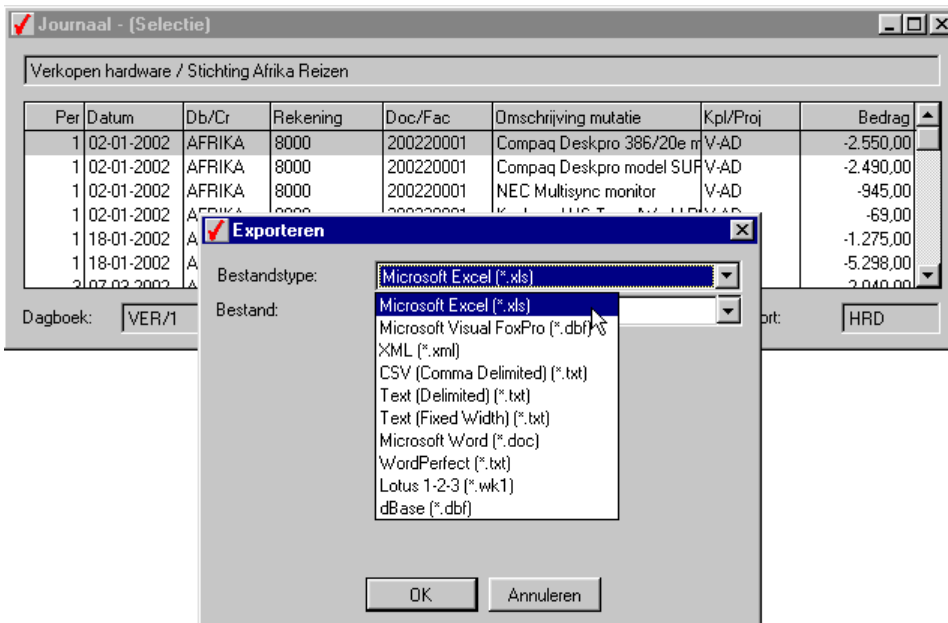 Journaal - (Selectie)
Verkopen hardware / Stichting Afrika Reizen
Per Datum Db/Cr Rekening Doc/Fac Omschrijving mutatie Kpl/Proj Bedrag
1 02-01-2002 AFRIKA 8000 200220001 Compaq Deskpro 386/20e m V-AD -2.550,00
1 02-01-2002 AFRIKA 8000 200220001 Compaq Deskpro model SUF V-AD -2.490,00
1 02-01-2002 AFRIKA 8000 200220001 NEC Multisync monitor V-AD -945,00
1 02-01-2002 -69,00
1 18-01-2002 A -1.275,00
1 18-01-2002 A -5.298,00
Exporteren
Bestandstype: Microsoft Excel (*.xls)
Bestand:
Microsoft Excel (*.xls)
Microsoft Visual FoxPro (*.dbf)
XML (*.xml)
CSV (Comma Delimited) (*.txt)
Text (Delimited) (*.txt)
Text (Fixed Width) (*.txt)
Microsoft Word (*.doc)
WordPerfect (*.txt)
Lotus 1-2-3 (*.wk1)
dBase (*.dbf)
Dagboek: VER/1 ort: HRD
OK Annuleren